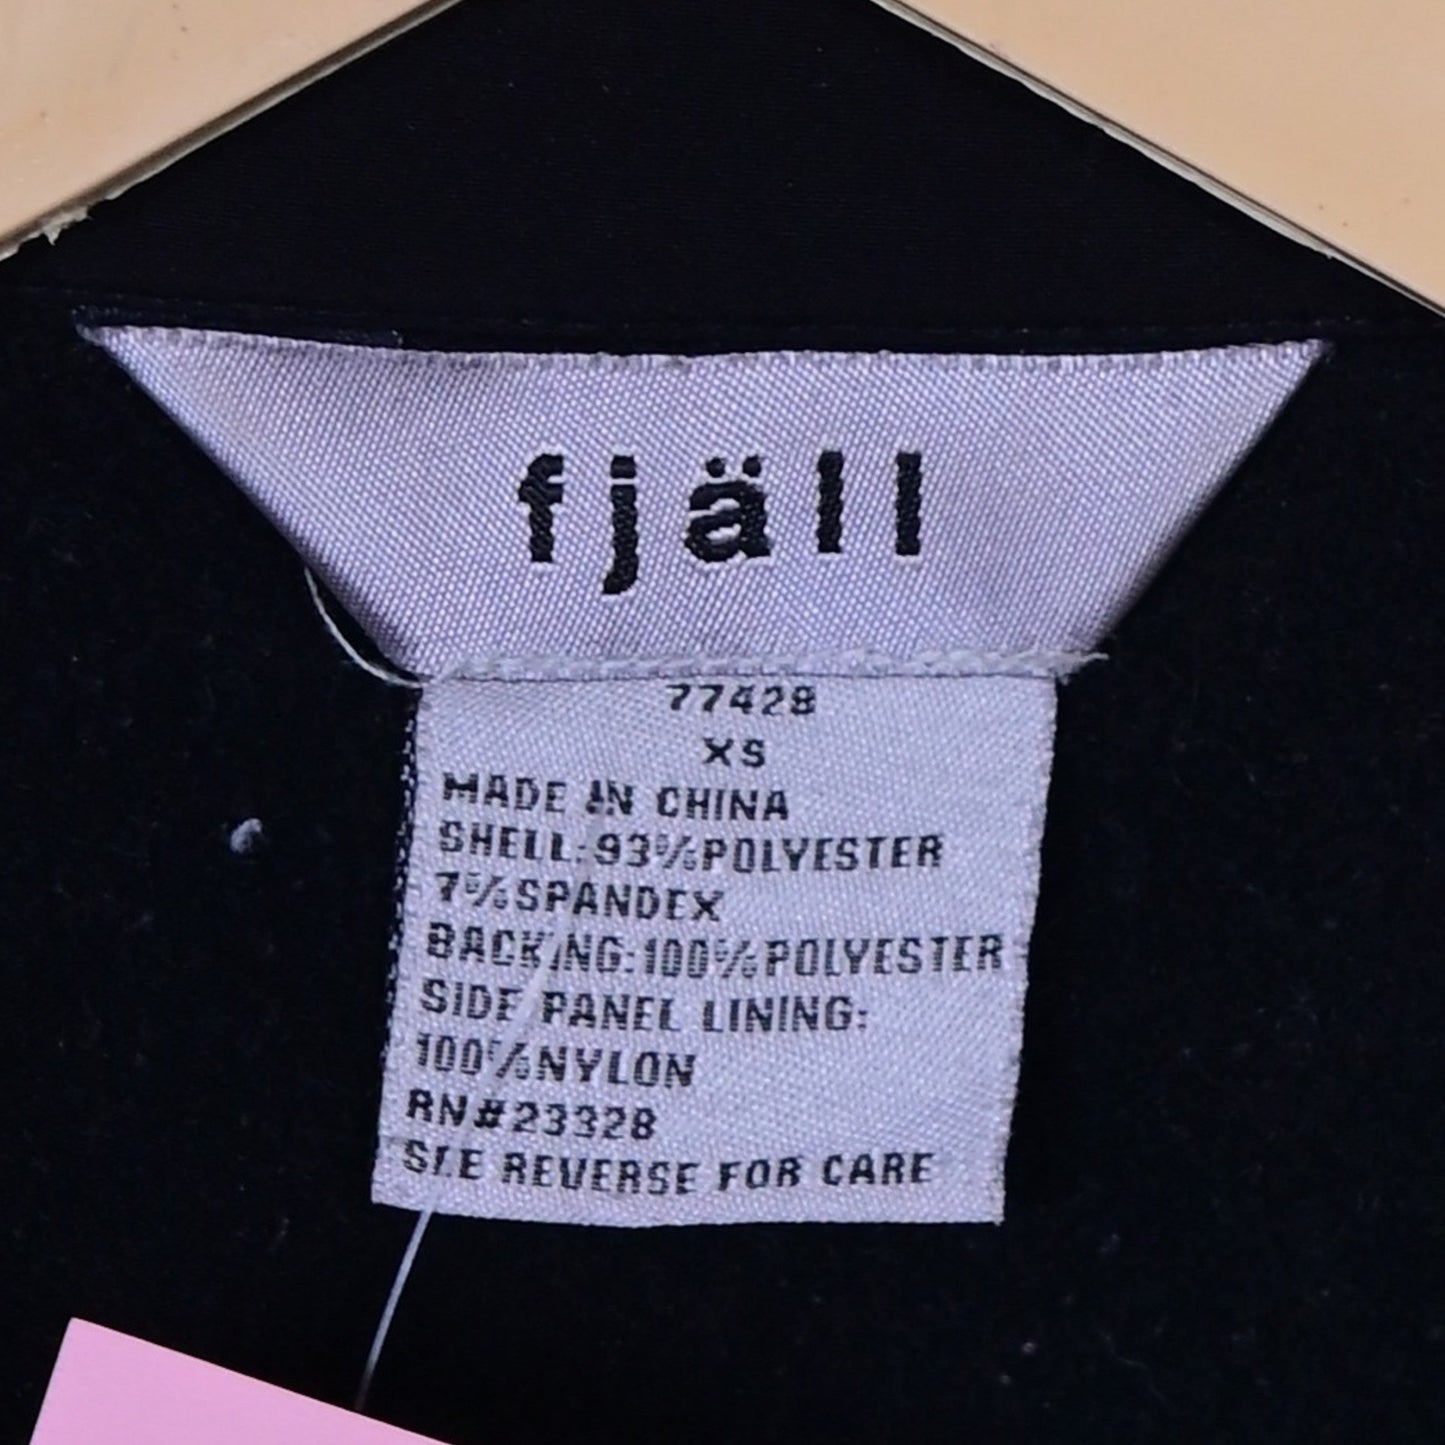 fjäll
77428
XS
MADE IN CHINA
SHELL:93%POLYESTER
7%SPANDEX
BACKING:100%POLYESTER
SIDE PANEL LINING:
100%NYLON
RN#23328
SEE REVERSE FOR CARE